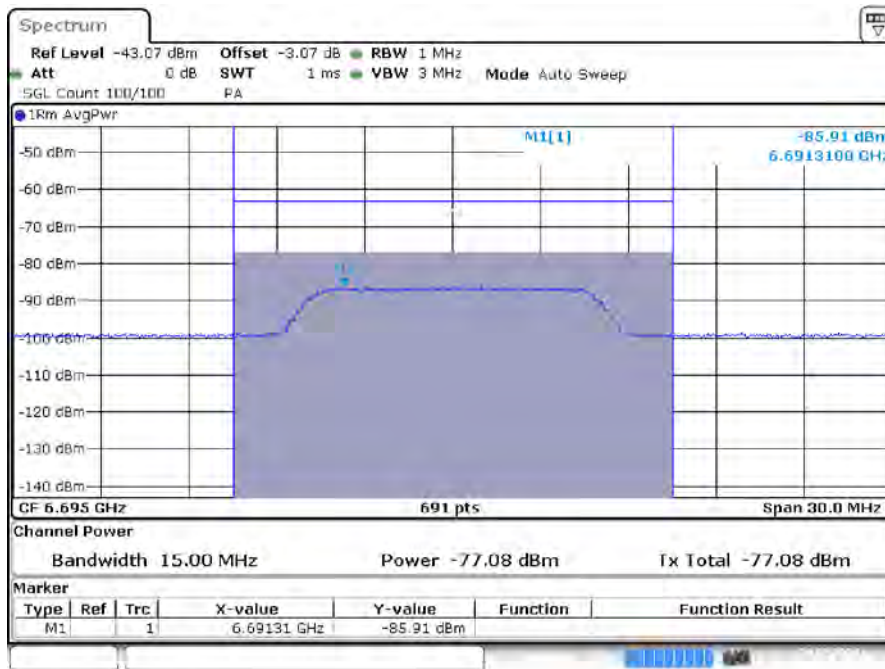 Spectrum
Ref Level -43.07 dBm Offset -3.07 dB RBW 1 MHz
Att 0 dB SWT 1 ms VBW 3 MHz Mode Auto Sweep
SGL Count 100/100 PA
1Rm AvgPwr
M1[1] -85.91 dBm
6.6913100 GHz
-50 dBm
-60 dBm
-70 dBm
-80 dBm
-90 dBm
-100 dBm
-110 dBm
-120 dBm
-130 dBm
-140 dBm
CF 6.695 GHz 691 pts Span 30.0 MHz
Channel Power
Bandwidth 15.00 MHz Power -77.08 dBm Tx Total -77.08 dBm
Marker
Type Ref Trc X-value Y-value Function Function Result
M1 1 6.69131 GHz -85.91 dBm